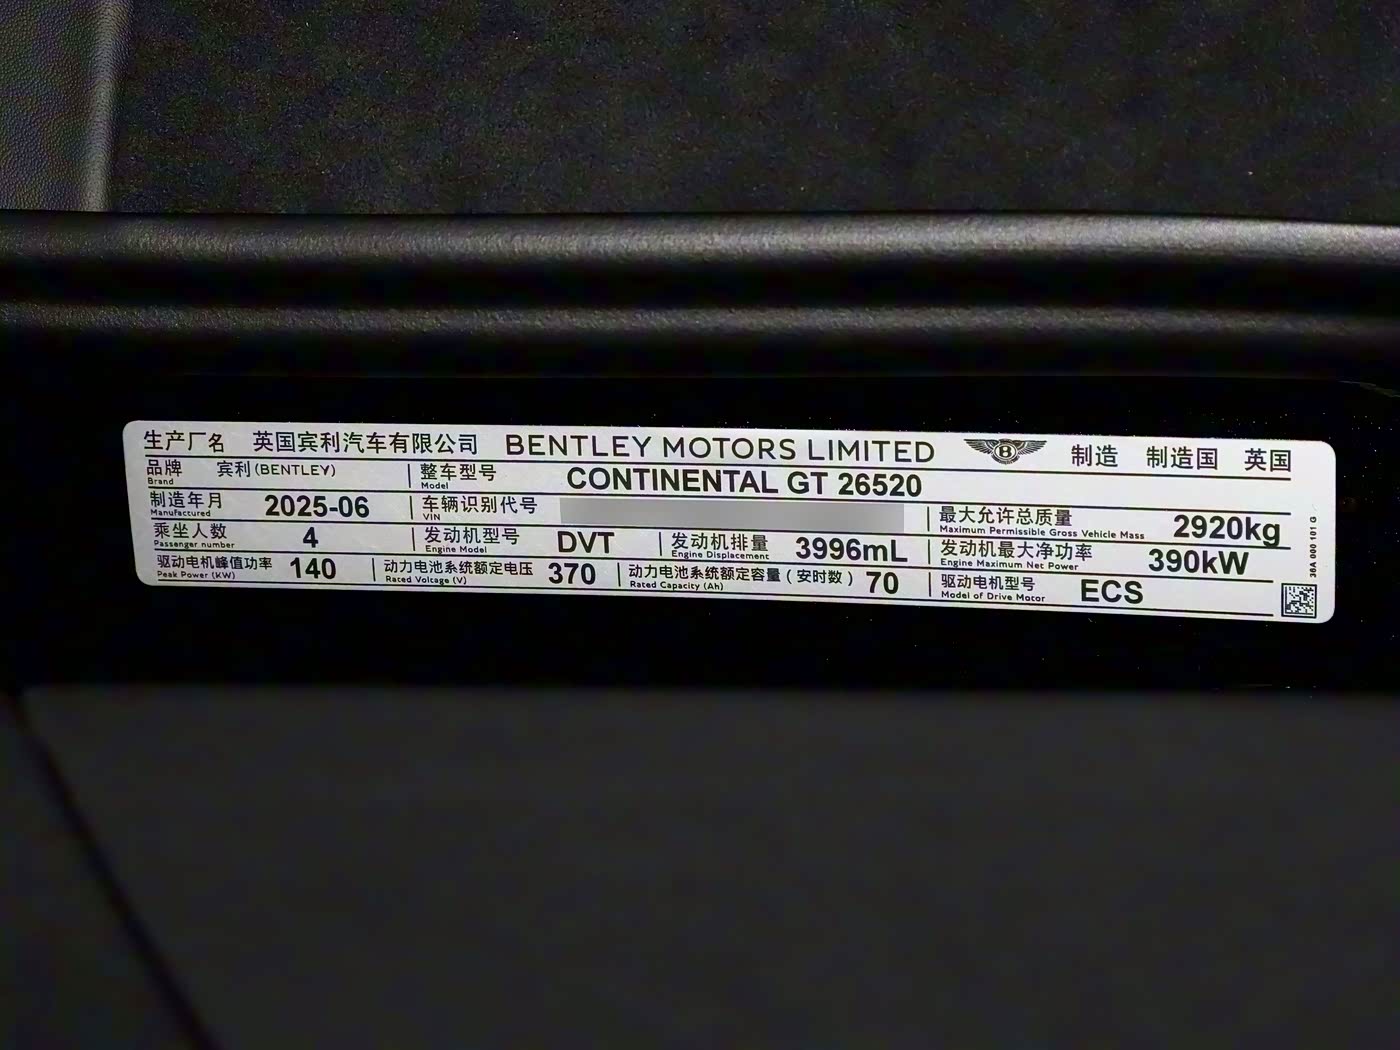 生产厂名 英国宾利汽车有限公司 BENTLEY MOTORS LIMITED B 制造 制造国 英国
品牌 宾利(BENTLEY) 整车型号 CONTINENTAL GT 26520
Brand Model
制造年月 2025-06 车辆识别代号 最大允许总质量 2920kg
Manufactured VIN Maximum Permissible Gross Vehicle Mass
乘坐人数 4 发动机型号 DVT 发动机排量 3996mL 发动机最大净功率 390kW
Passenger number Engine Model Engine Displacement Engine Maximum Net Power
驱动电机峰值功率 140 动力电池系统额定电压 370 动力电池系统额定容量(安时数) 70 驱动电机型号 ECS
Peak Power (KW) Raced Voltage (V) Rated Capacity (Ah) Model of Drive Motor
36A 000 101 G